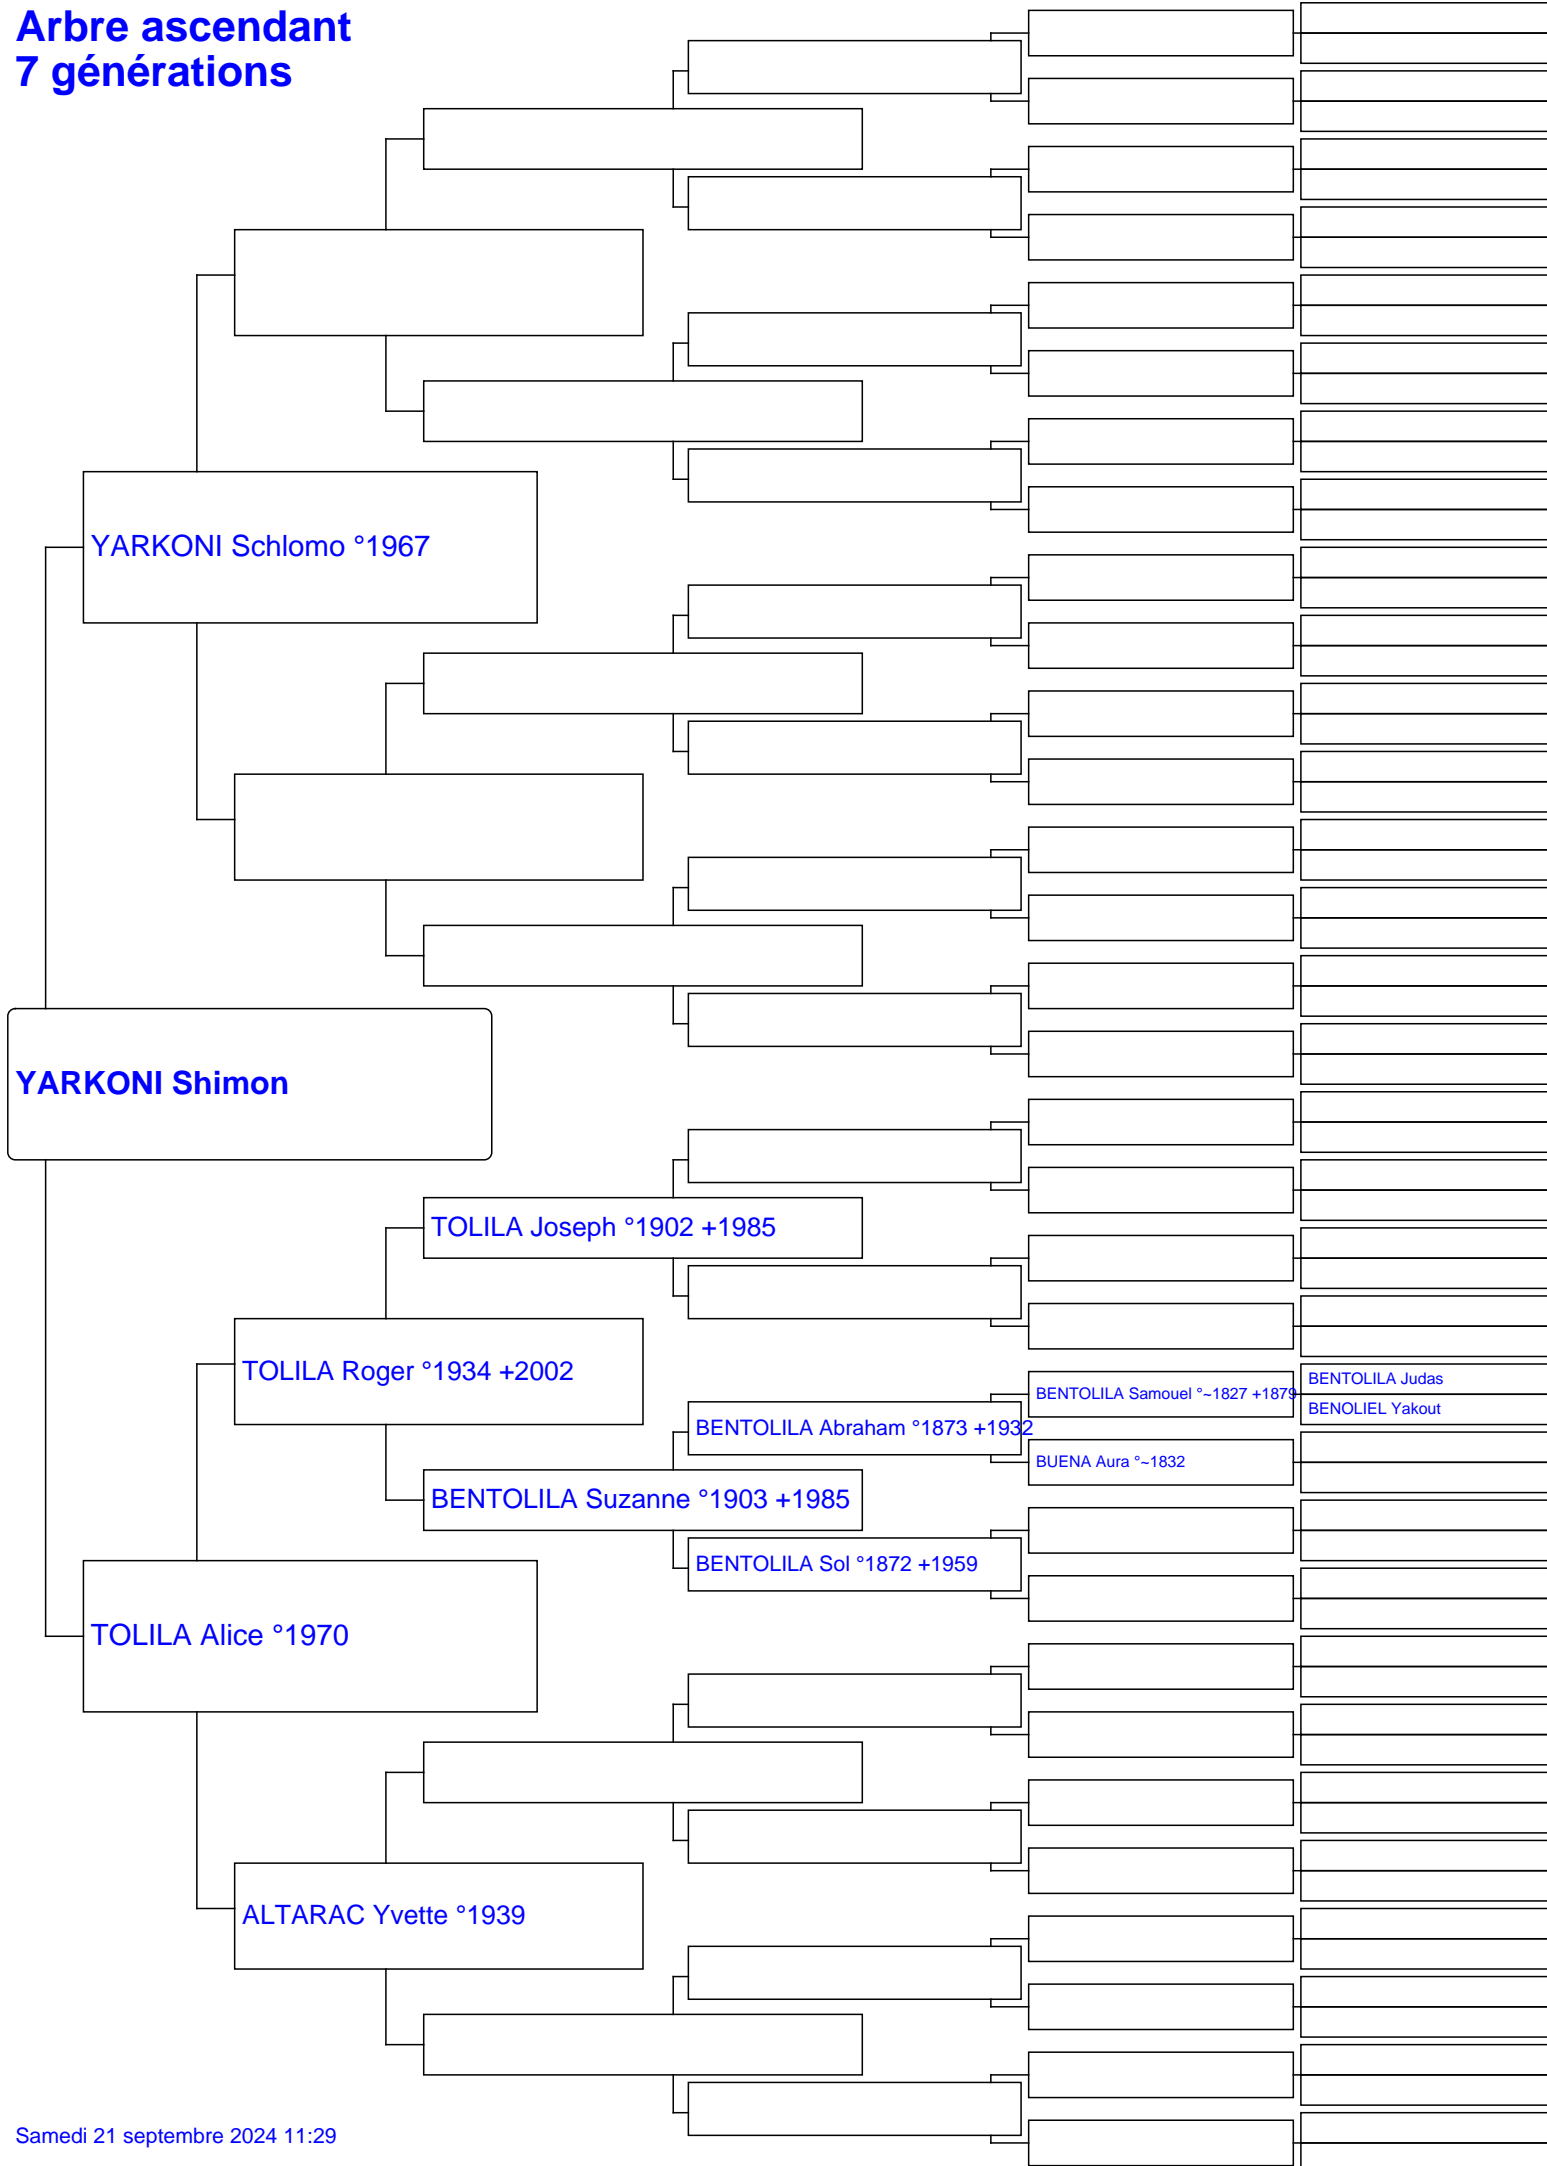 Arbre ascendant
7 générations
YARKONI Schlomo °1967
YARKONI Shimon
TOLILA Joseph °1902 +1985
TOLILA Roger °1934 +2002
BENTOLILA Samouel °~1827 +1879
BENTOLILA Judas
BENOLIEL Yakout
BENTOLILA Abraham °1873 +1932
BUENA Aura °~1832
BENTOLILA Suzanne °1903 +1985
BENTOLILA Sol °1872 +1959
TOLILA Alice °1970
ALTARAC Yvette °1939
Samedi 21 septembre 2024 11:29